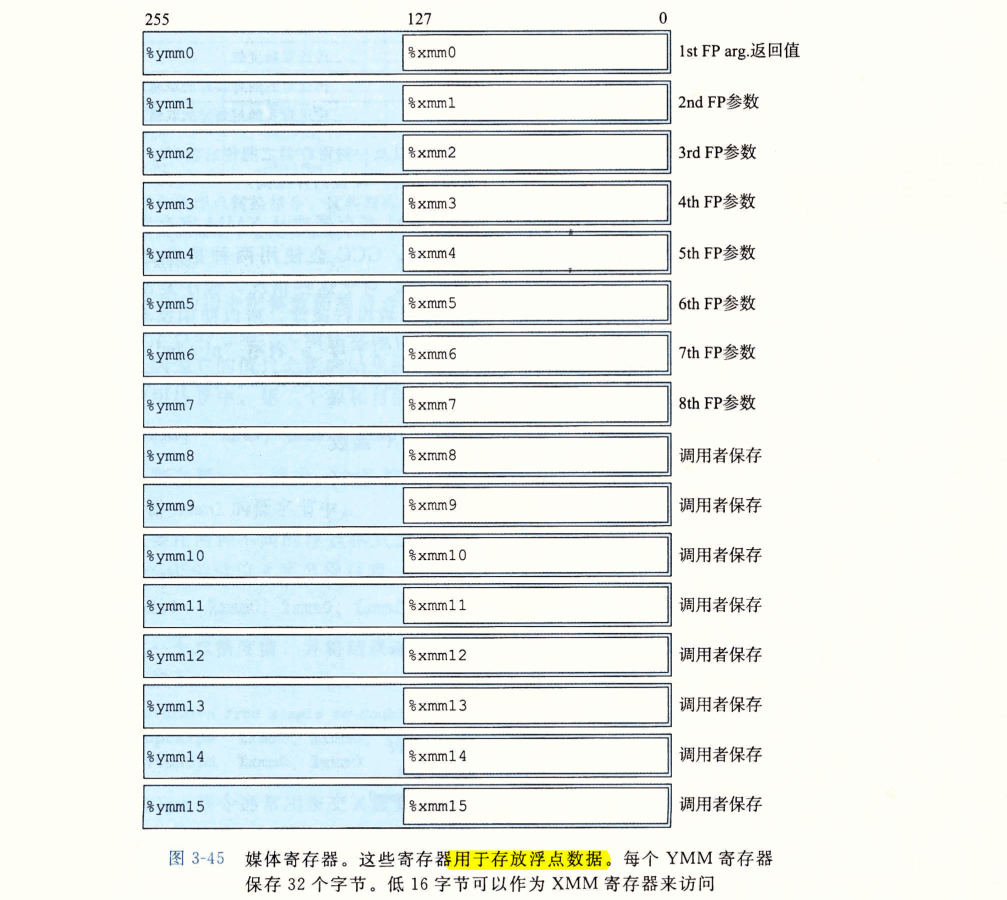 255 127 0
%ymm0 %xmm0 1st FP arg.返回值
%ymm1 %xmm1 2nd FP参数
%ymm2 %xmm2 3rd FP参数
%ymm3 %xmm3 4th FP参数
%ymm4 %xmm4 5th FP参数
%ymm5 %xmm5 6th FP参数
%ymm6 %xmm6 7th FP参数
%ymm7 %xmm7 8th FP参数
%ymm8 %xmm8 调用者保存
%ymm9 %xmm9 调用者保存
%ymm10 %xmm10 调用者保存
%ymm11 %xmm11 调用者保存
%ymm12 %xmm12 调用者保存
%ymm13 %xmm13 调用者保存
%ymm14 %xmm14 调用者保存
%ymm15 %xmm15 调用者保存
图 3-45 媒体寄存器。这些寄存器用于存放浮点数据。每个 YMM 寄存器
保存 32 个字节。低 16 字节可以作为 XMM 寄存器来访问